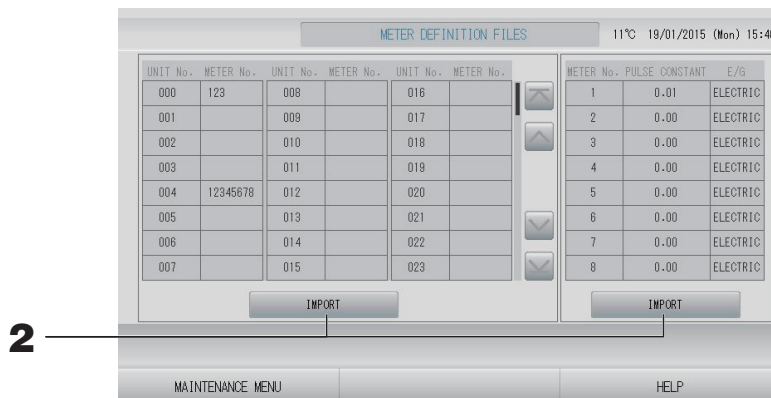 METER DEFINITION FILES 11°C 19/01/2015 (Mon) 15:40
UNIT No. METER No. UNIT No. METER No. UNIT No. METER No. METER No. PULSE CONSTANT E/G
000 123 008 016 1 0.01 ELECTRIC
001 009 017 2 0.00 ELECTRIC
002 010 018 3 0.00 ELECTRIC
003 011 019 4 0.00 ELECTRIC
004 12345678 012 020 5 0.00 ELECTRIC
005 013 021 6 0.00 ELECTRIC
006 014 022 7 0.00 ELECTRIC
007 015 023 8 0.00 ELECTRIC
IMPORT IMPORT
2
MAINTENANCE MENU HELP